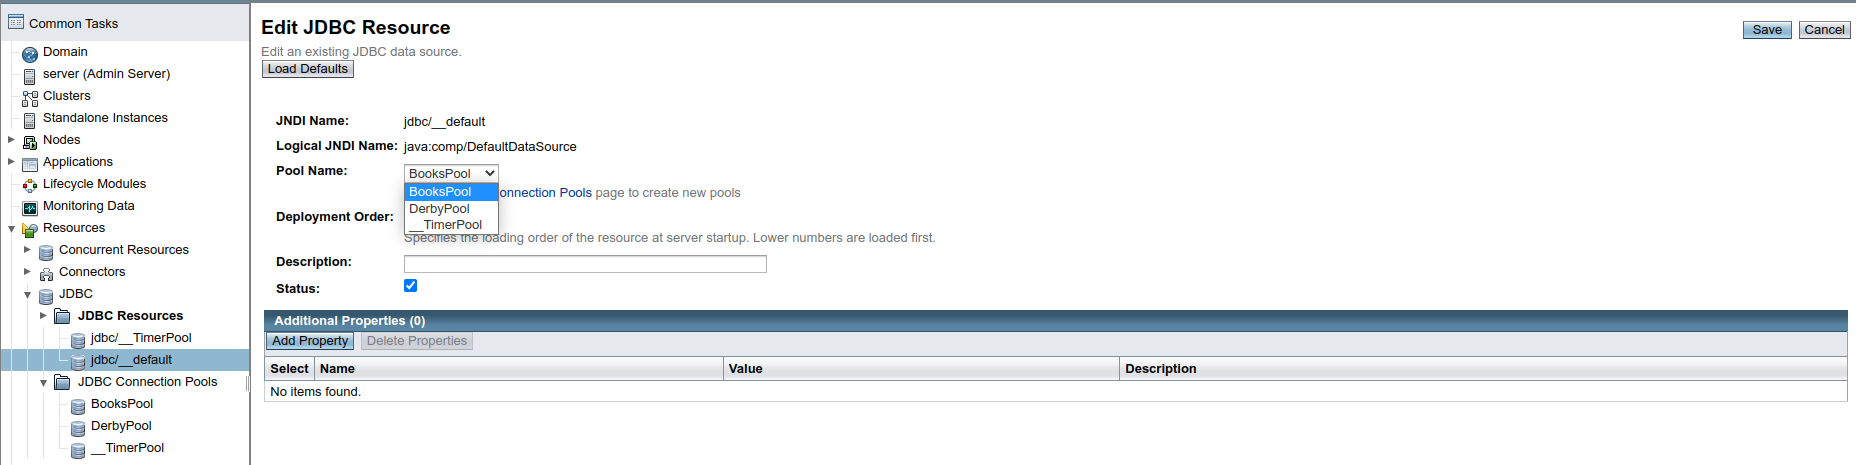 Common Tasks
Domain
server (Admin Server)
Clusters
Standalone Instances
Nodes
Applications
Lifecycle Modules
Monitoring Data
Resources
Concurrent Resources
Connectors
JDBC
JDBC Resources
jdbc/__TimerPool
jdbc/__default
JDBC Connection Pools
BooksPool
DerbyPool
__TimerPool
Edit JDBC Resource
Save Cancel
Edit an existing JDBC data source.
Load Defaults
JNDI Name: jdbc/__default
Logical JNDI Name: java:comp/DefaultDataSource
Pool Name: BooksPool
BooksPool
DerbyPool
__TimerPool
onnection Pools page to create new pools
Deployment Order:
Specifies the loading order of the resource at server startup. Lower numbers are loaded first.
Description:
Status:
Additional Properties (0)
Add Property Delete Properties
Select Name Value Description
No items found.